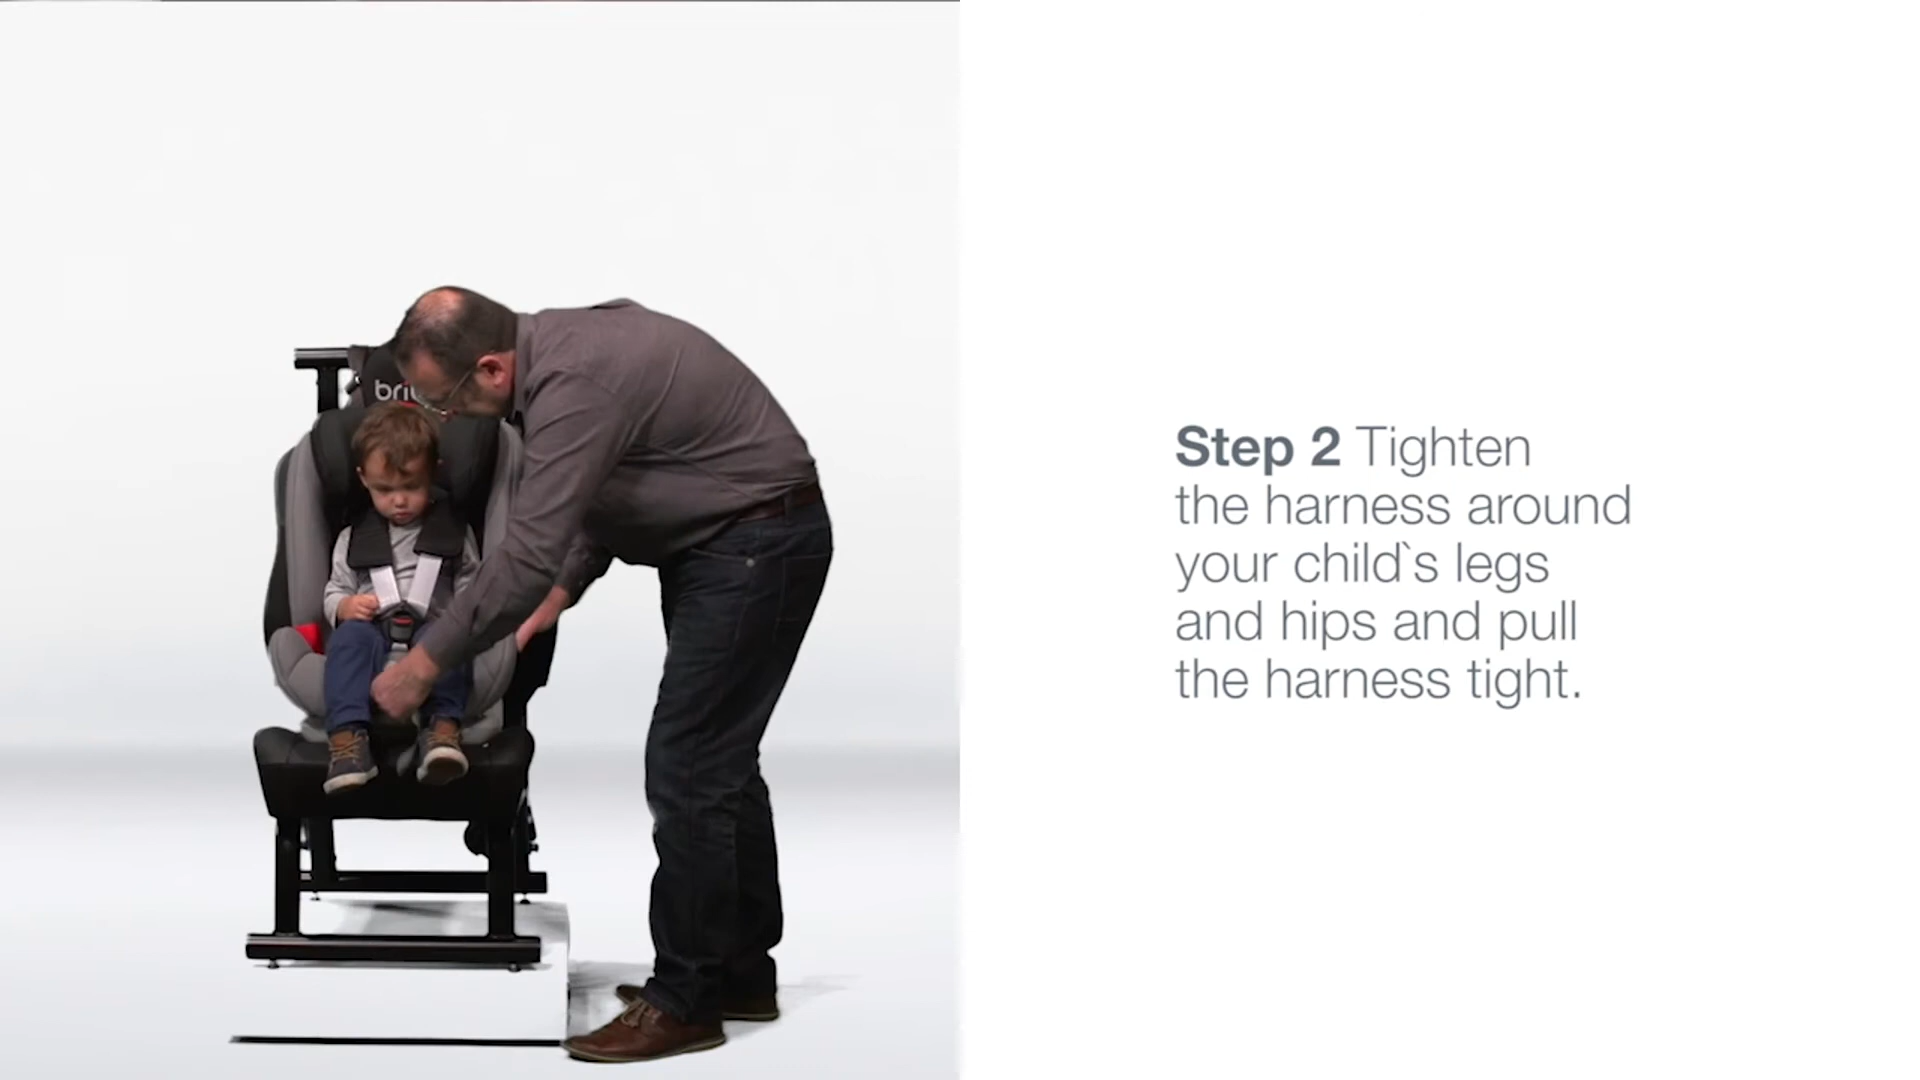 Step 2 Tighten
the harness around
your child`s legs
and hips and pull
the harness tight.